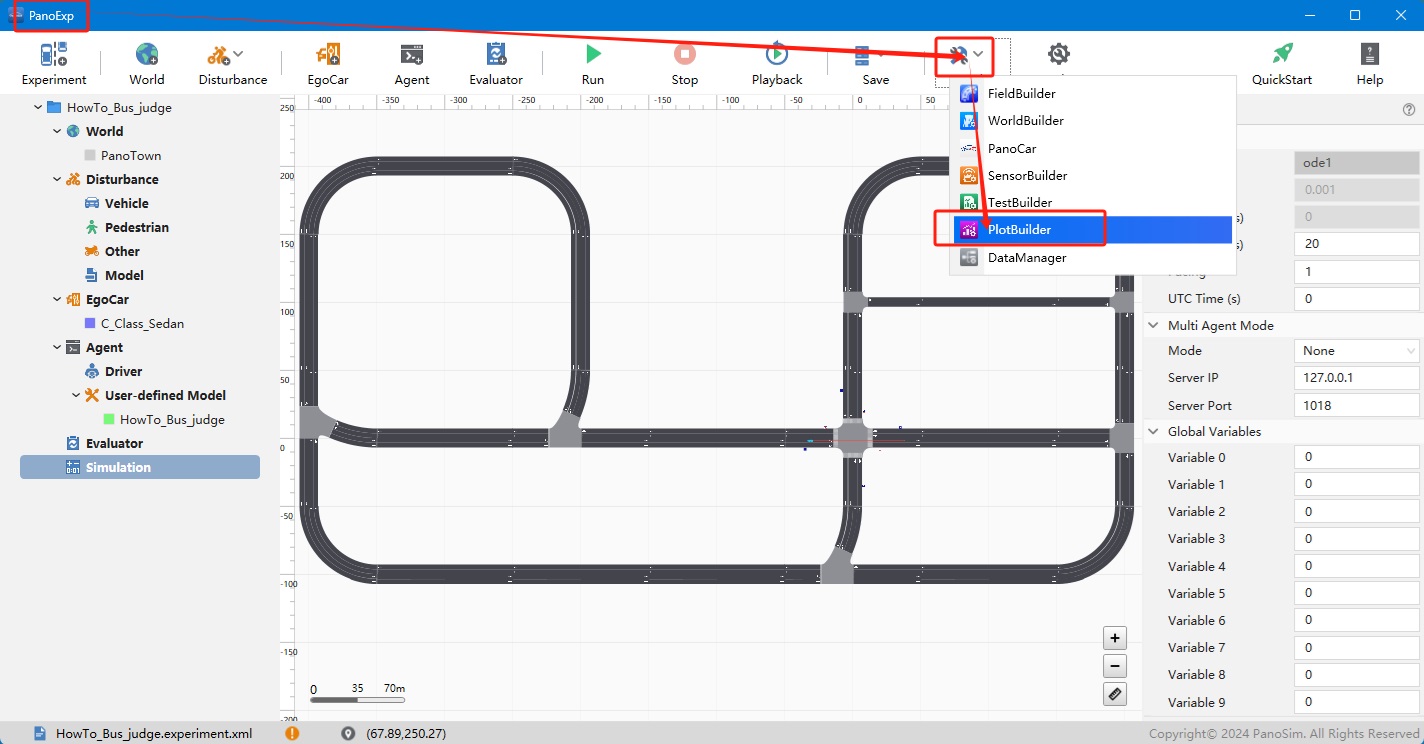 PanoExp
Experiment World Disturbance EgoCar Agent Evaluator Run Stop Playback Save QuickStart Help
FieldBuilder
WorldBuilder
PanoCar
SensorBuilder
TestBuilder
PlotBuilder
DataManager
HowTo_Bus_judge
World
PanoTown
Disturbance
Vehicle
Pedestrian
Other
Model
EgoCar
C_Class_Sedan
Agent
Driver
User-defined Model
HowTo_Bus_judge
Evaluator
Simulation
-400 -350 -300 -250 -200 -150 -100 -50 0 50
250
200
150
100
50
0
-50
-100
-150
-200
0 35 70m
ode1
0.001
s) 0
s) 20
1
UTC Time (s) 0
Multi Agent Mode
Mode None
Server IP 127.0.0.1
Server Port 1018
Global Variables
Variable 0 0
Variable 1 0
Variable 2 0
Variable 3 0
Variable 4 0
Variable 5 0
Variable 6 0
Variable 7 0
Variable 8 0
Variable 9 0
HowTo_Bus_judge.experiment.xml (67.89,250.27) Copyright© 2024 PanoSim. All Rights Reserved